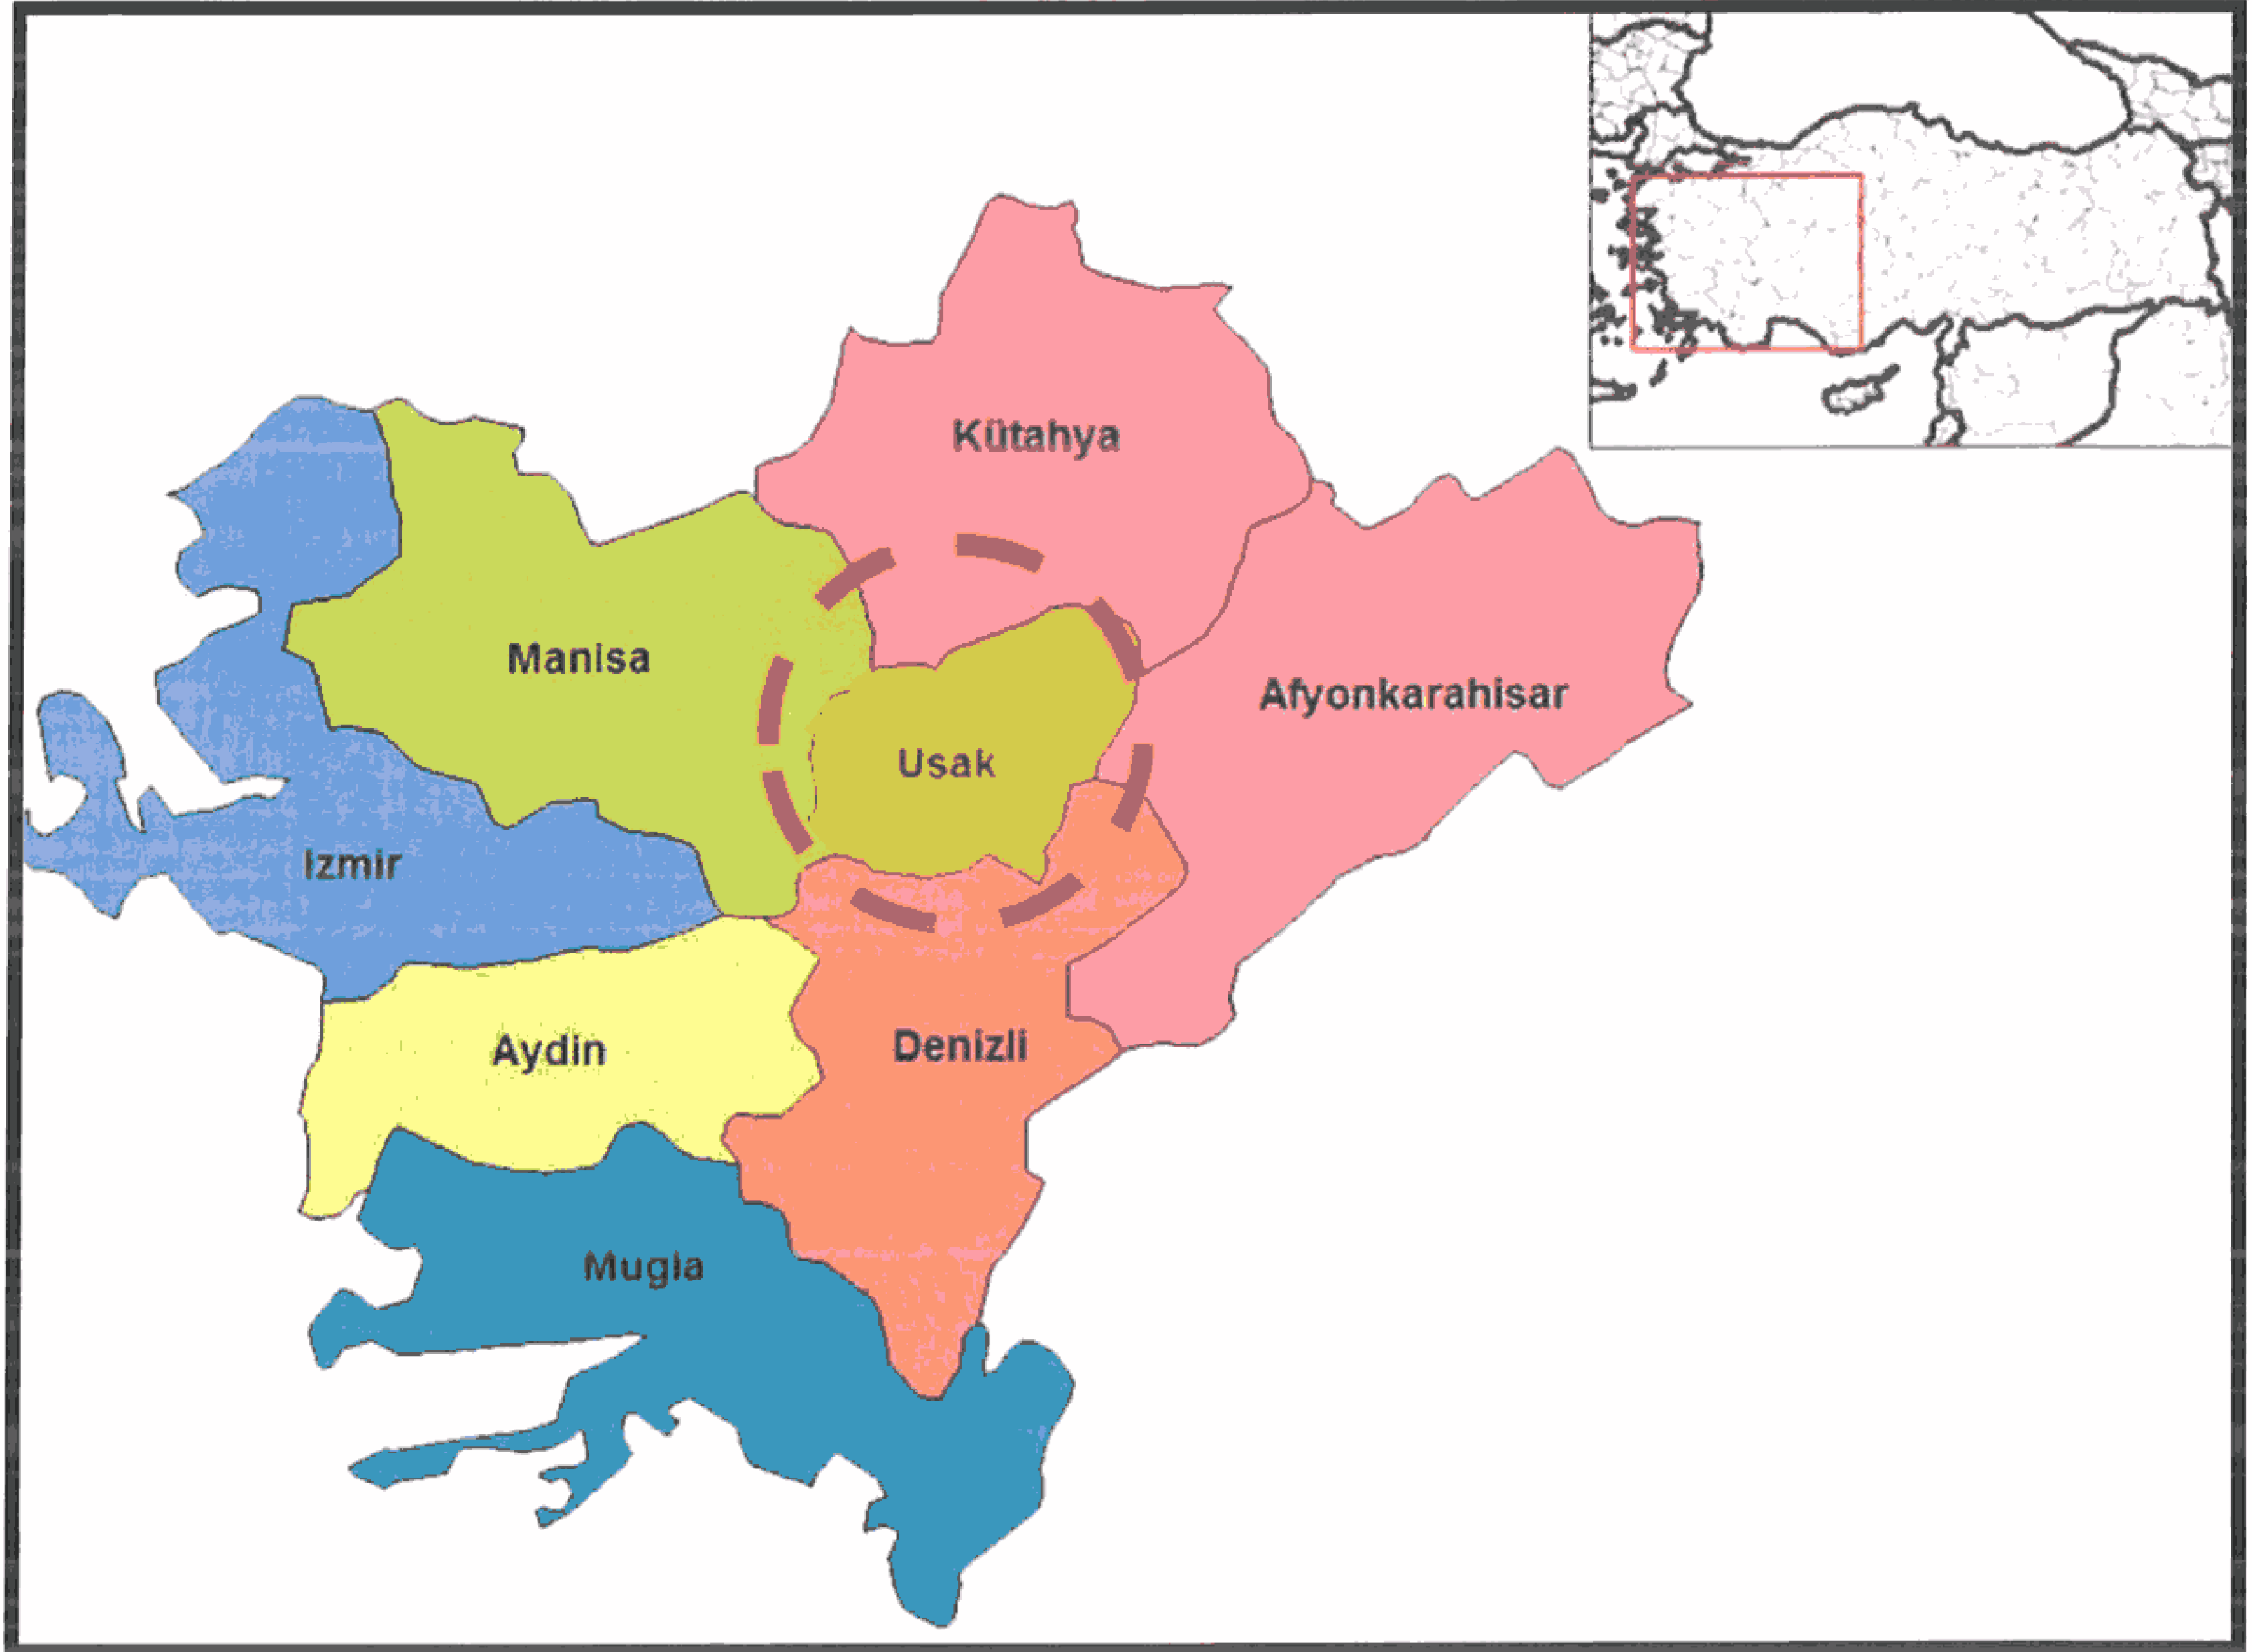 Kütahya
Manisa
Afyonkarahisar
Usak
Izmir
Aydin
Denizli
Mugla